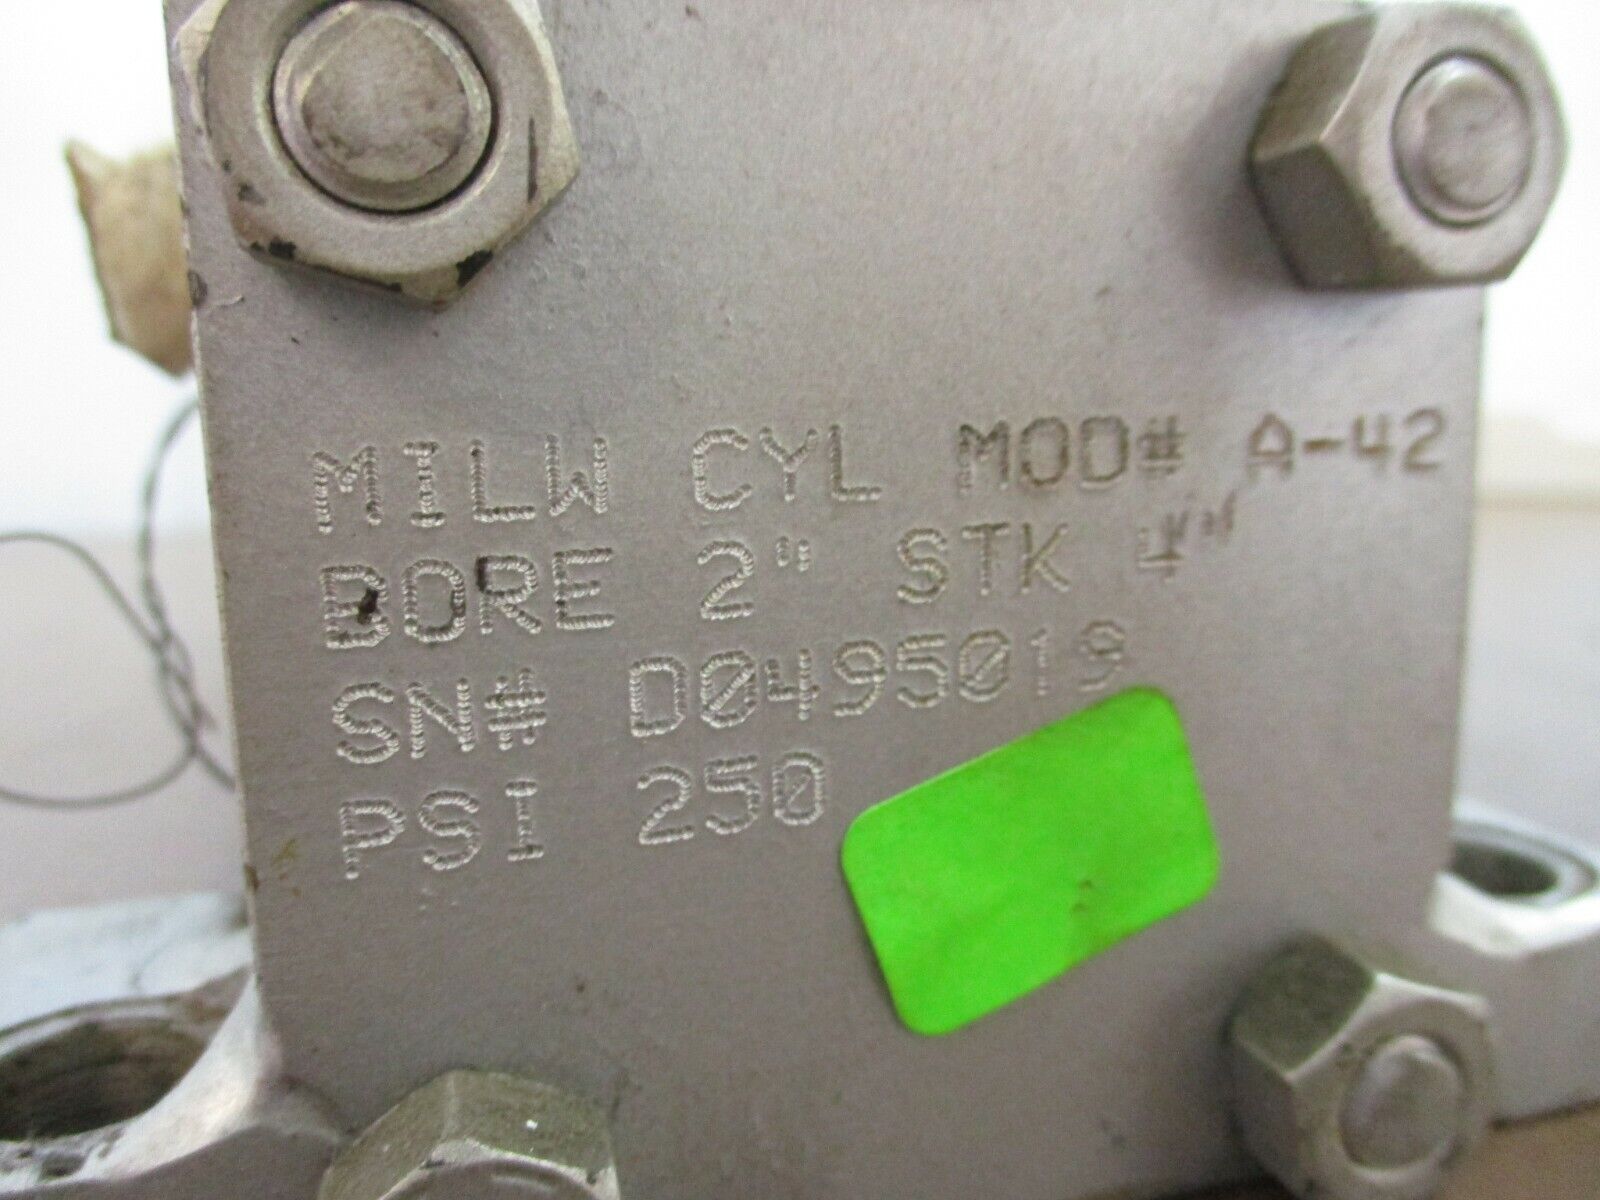 MILW CYL MOD# A-42
BORE 2" STK 4"
SN# D0495019
PSI 250